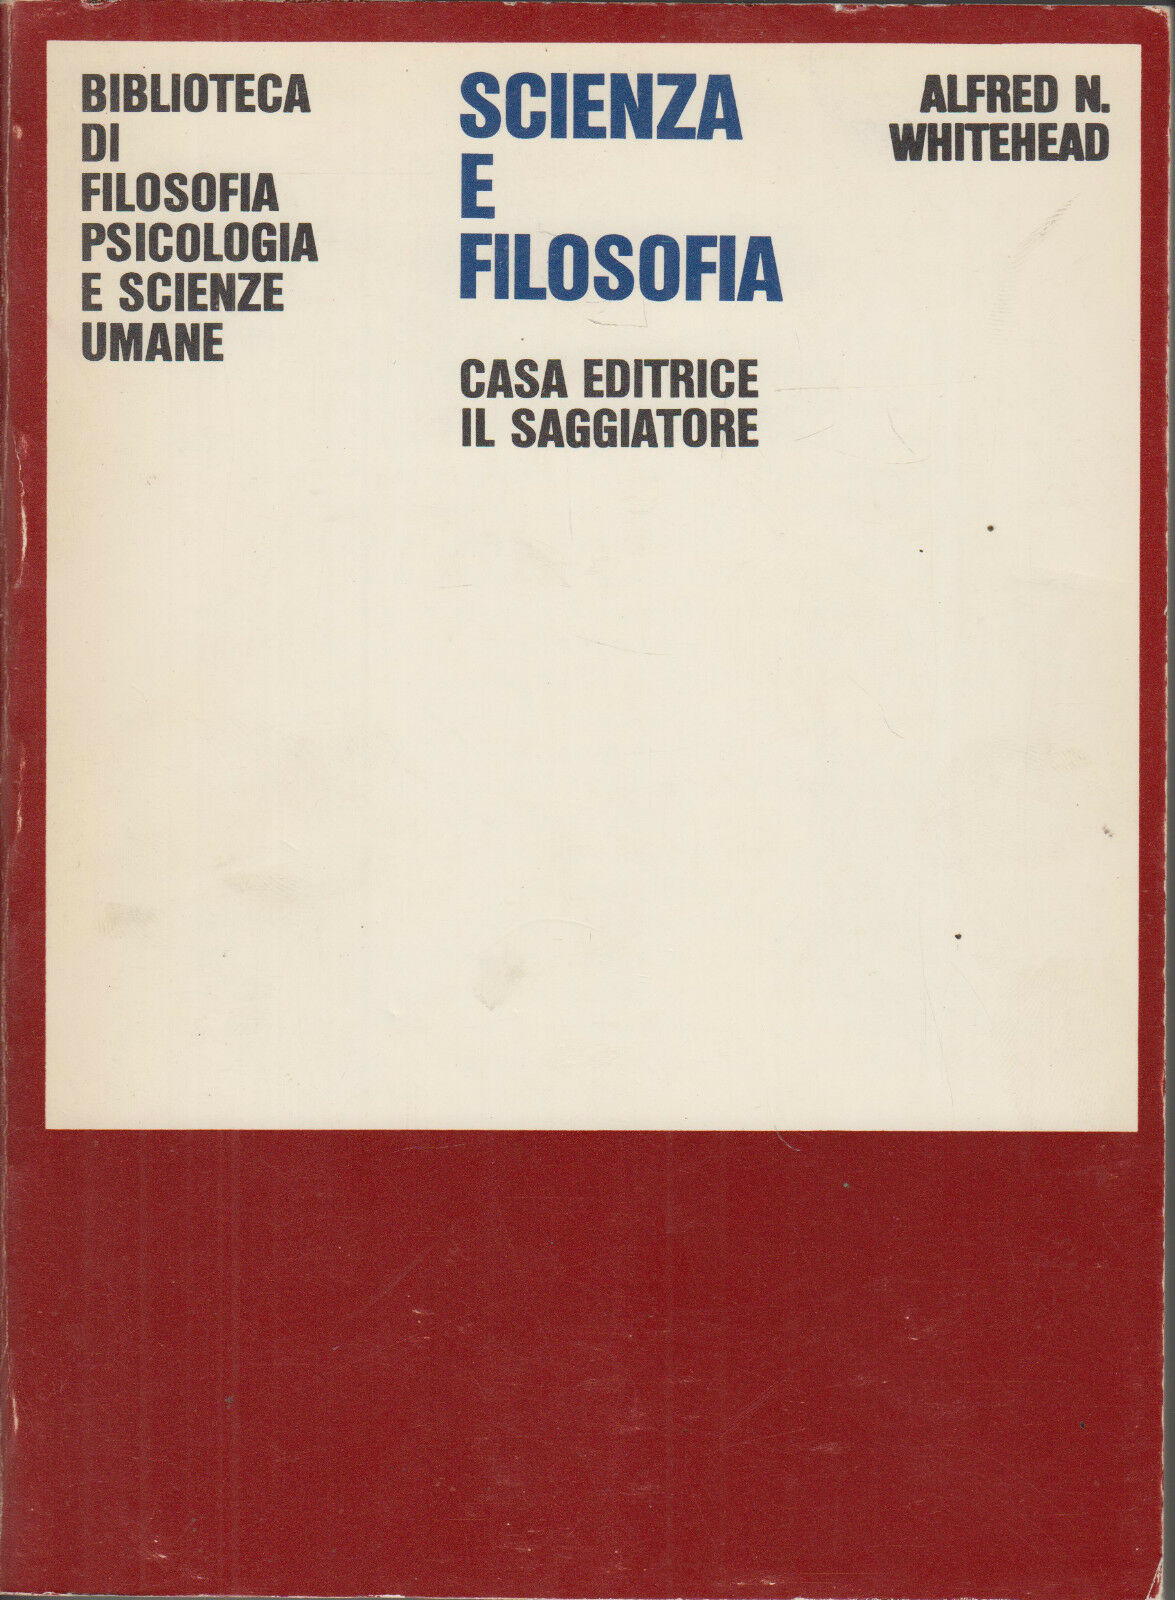 BIBLIOTECA
DI
FILOSOFIA
PSICOLOGIA
E SCIENZE
UMANE
SCIENZA
E
FILOSOFIA
CASA EDITRICE
IL SAGGIATORE
ALFRED N.
WHITEHEAD